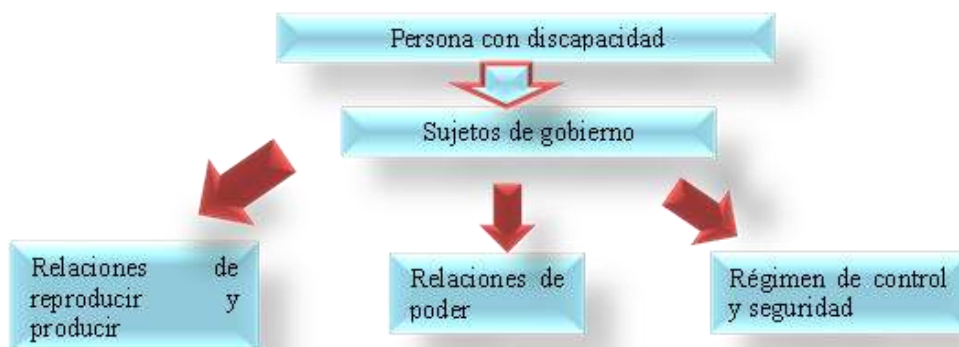 Persona con discapacidad
Sujetos de gobierno
Relaciones de
reproducir y
producir
Relaciones de
poder
Régimen de control
y seguridad